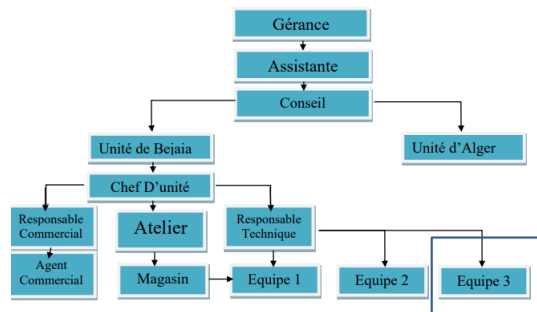 Gérance
Assistante
Conseil
Unité de Bejaia
Unité d'Alger
Chef D'unité
Responsable
Commercial
Atelier
Responsable
Technique
Agent
Commercial
Magasin
Equipe 1
Equipe 2
Equipe 3